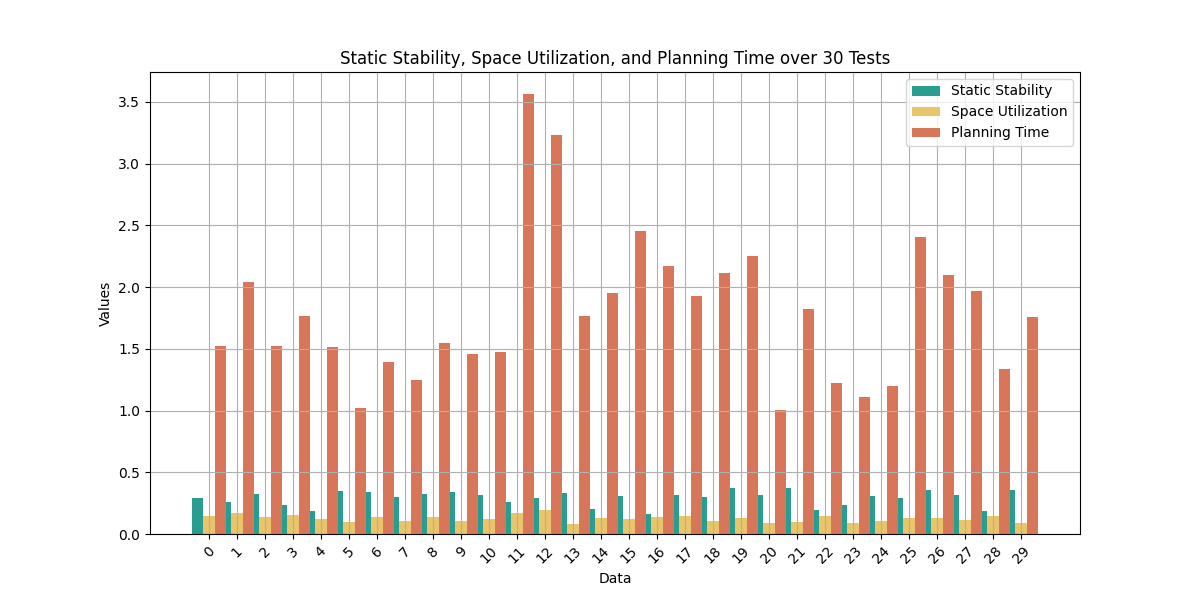 Static Stability, Space Utilization, and Planning Time over 30 Tests
Static Stability
Space Utilization
Planning Time
3.5
3.0
2.5
2.0
1.5
1.0
0.5
0.0
Values
0 1 2 3 4 5 6 7 8 9 10 11 12 13 14 15 16 17 18 19 20 21 22 23 24 25 26 27 28 29
Data